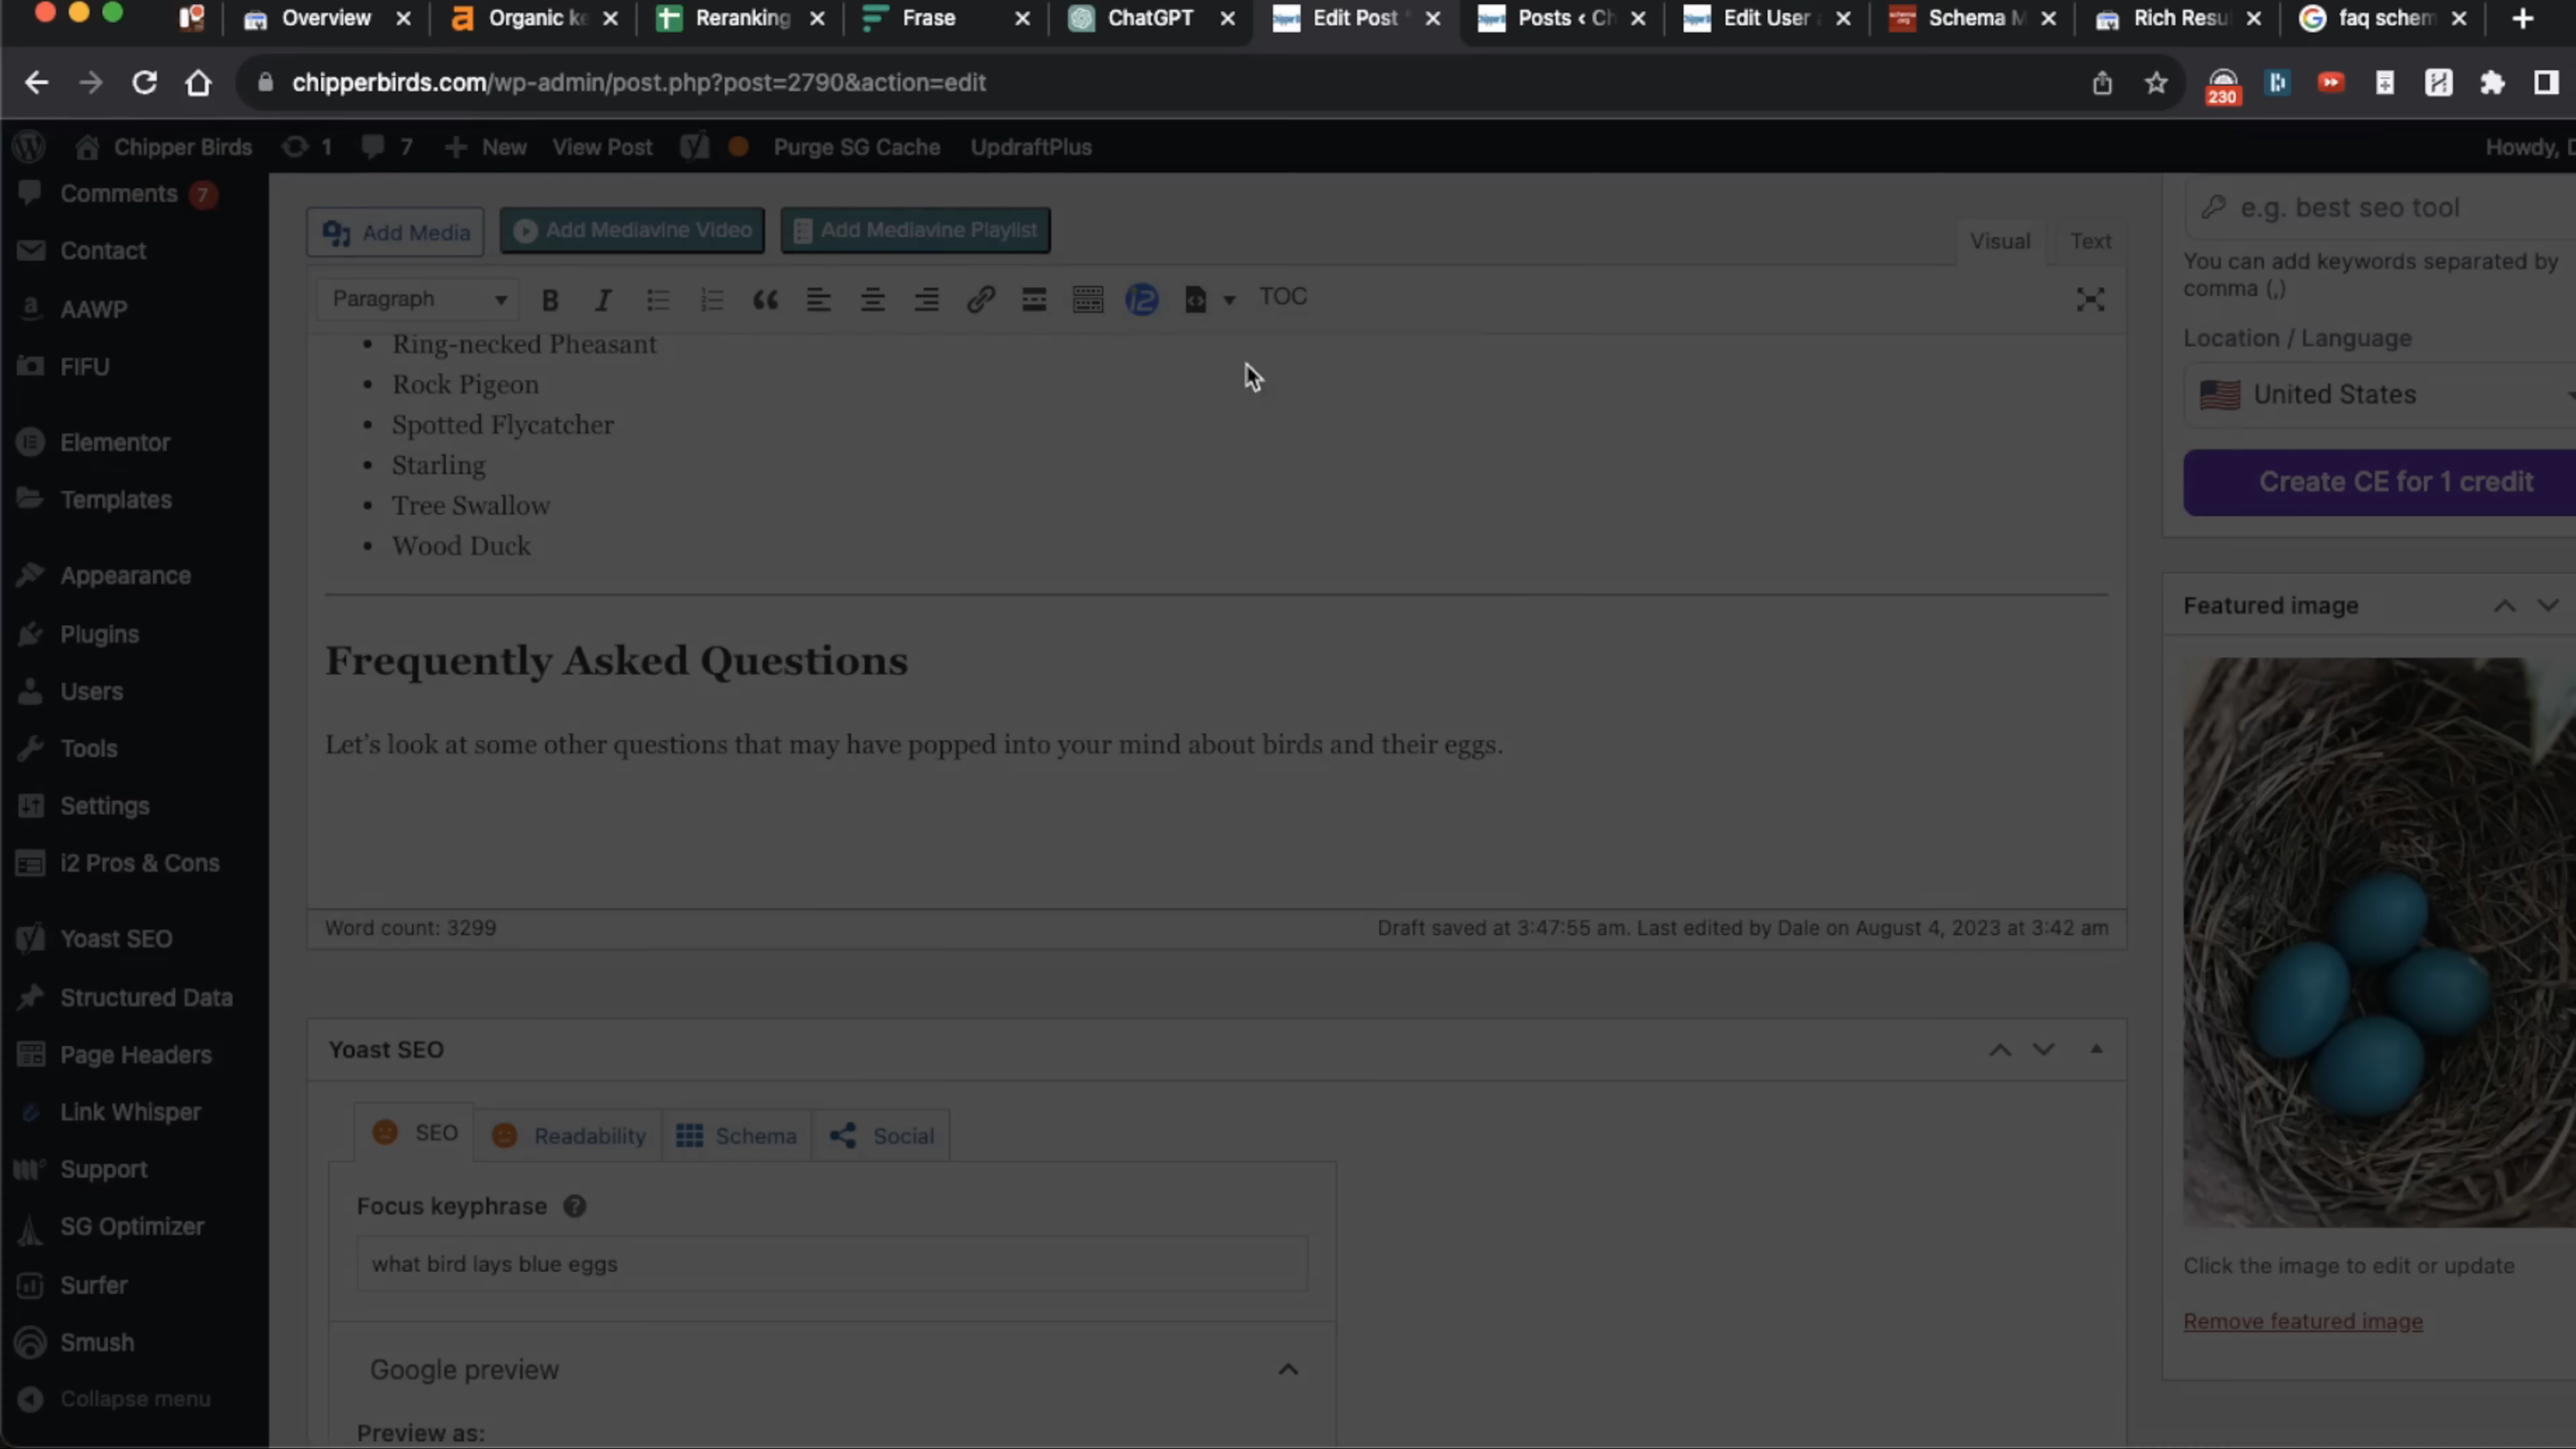 Overview
Organic ke
Reranking
Frase
ChatGPT
Edit Post
Posts ‹ Ch
Edit User
Schema M
Rich Resu
faq schem
chipperbirds.com/wp-admin/post.php?post=2790&action=edit
230
Chipper Birds
1
7
New
View Post
Purge SG Cache
UpdraftPlus
Howdy, D
Comments 7
Contact
AAWP
FIFU
Elementor
Templates
Appearance
Plugins
Users
Tools
Settings
i2 Pros & Cons
Yoast SEO
Structured Data
Page Headers
Link Whisper
Support
SG Optimizer
Surfer
Smush
Collapse menu
Add Media
Add Mediavine Video
Add Mediavine Playlist
Visual
Text
Paragraph
B
I
i2
TOC
• Ring-necked Pheasant
• Rock Pigeon
• Spotted Flycatcher
• Starling
• Tree Swallow
• Wood Duck
Frequently Asked Questions
Let’s look at some other questions that may have popped into your mind about birds and their eggs.
Word count: 3299
Draft saved at 3:47:55 am. Last edited by Dale on August 4, 2023 at 3:42 am
Yoast SEO
SEO
Readability
Schema
Social
Focus keyphrase
what bird lays blue eggs
Google preview
Preview as:
e.g. best seo tool
You can add keywords separated by
comma (,)
Location / Language
United States
Create CE for 1 credit
Featured image
Click the image to edit or update
Remove featured image